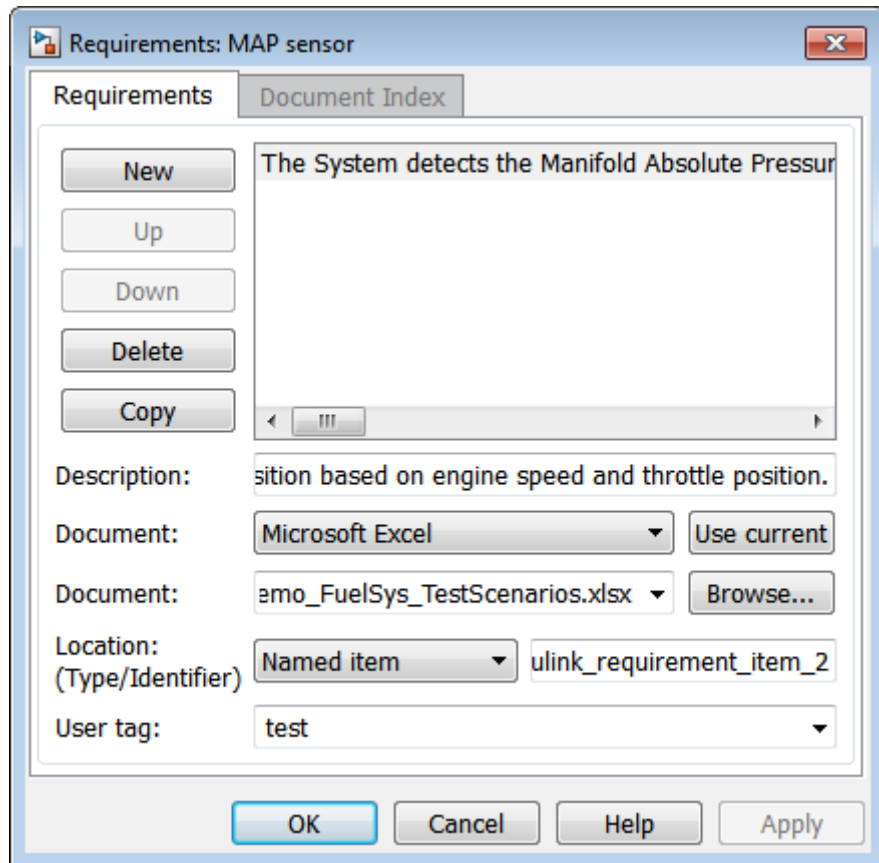 Requirements: MAP sensor
Requirements
Document Index
New
The System detects the Manifold Absolute Pressur
Up
Down
Delete
Copy
Description:
sition based on engine speed and throttle position.
Document:
Microsoft Excel
Use current
Document:
emo_FuelSys_TestScenarios.xlsx
Browse...
Location:
(Type/Identifier)
Named item
ulink_requirement_item_2
User tag:
test
OK
Cancel
Help
Apply